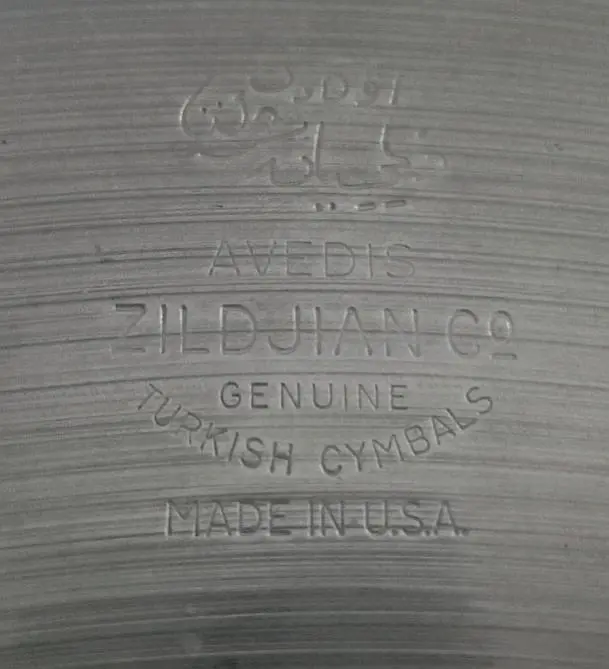 AVEDIS
ZILDJIAN Cº
GENUINE
TURKISH CYMBALS
MADE IN U.S.A.